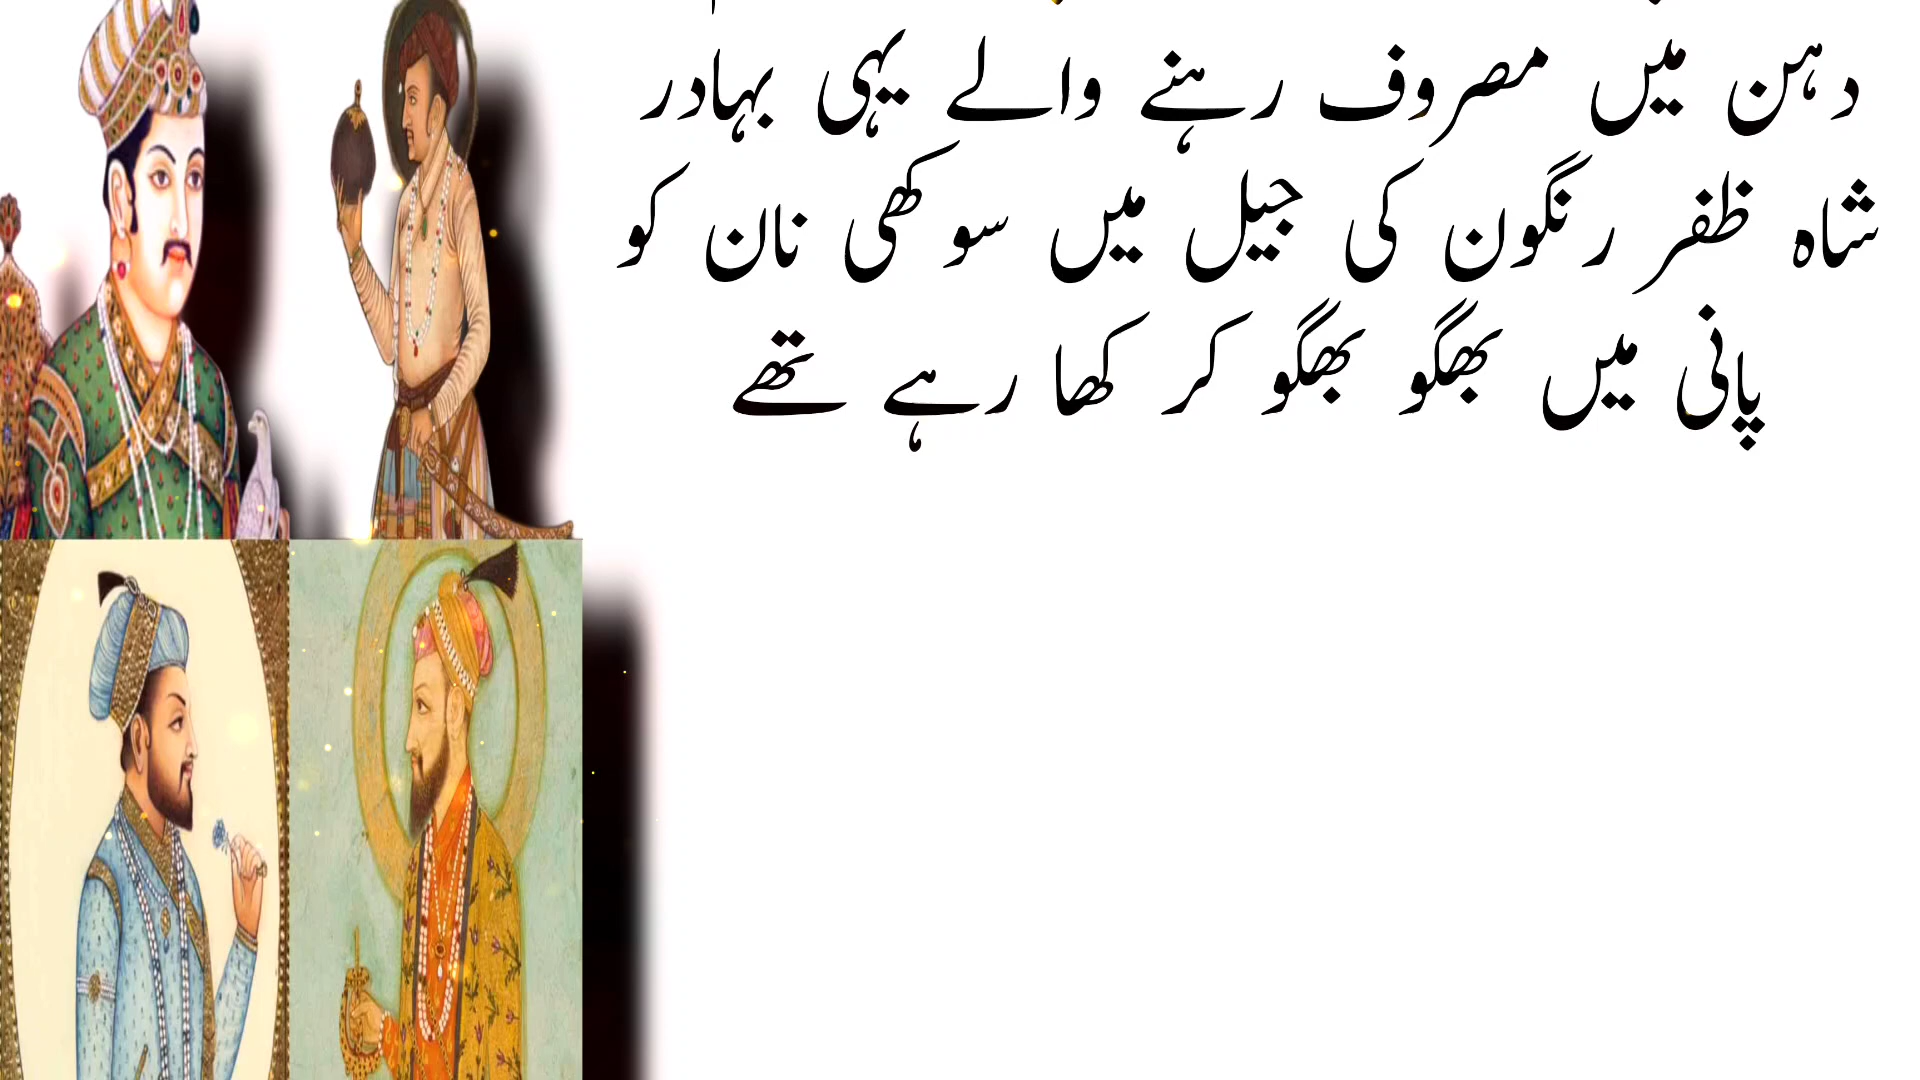 دہن میں مصروف رہنے والے یہی بہادر
شاہ ظفر رنگون کی جیل میں سوکھی نان کو
پانی میں بھگو بھگو کر کھا رہے تھے